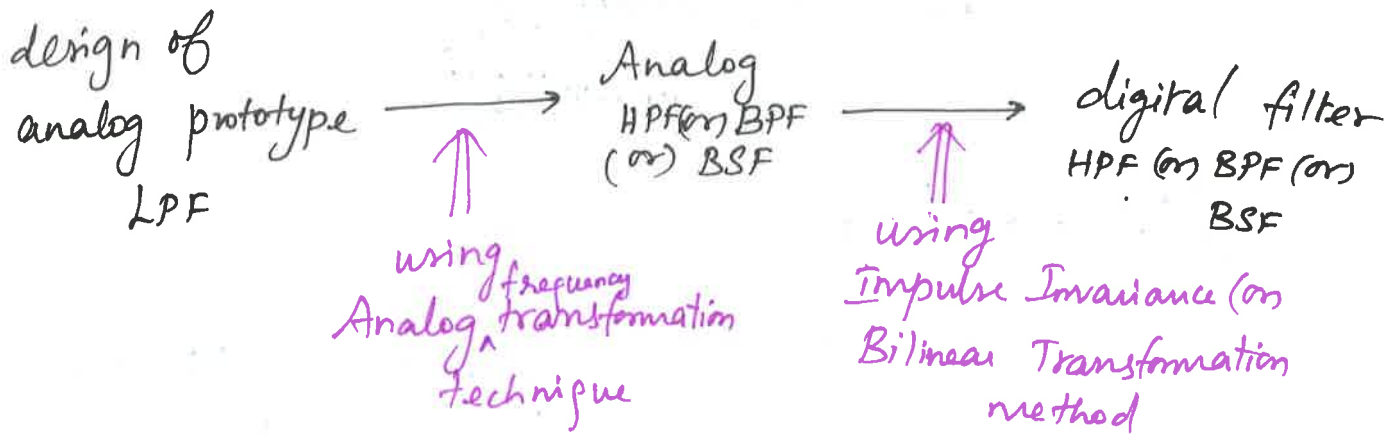 design of
analog prototype
LPF
Analog
HPF (or) BPF
(or) BSF
digital filter
HPF (or) BPF (or)
BSF
using
Analog frequency transformation
technique
using
Impulse Invariance (or)
Bilinear Transformation
method